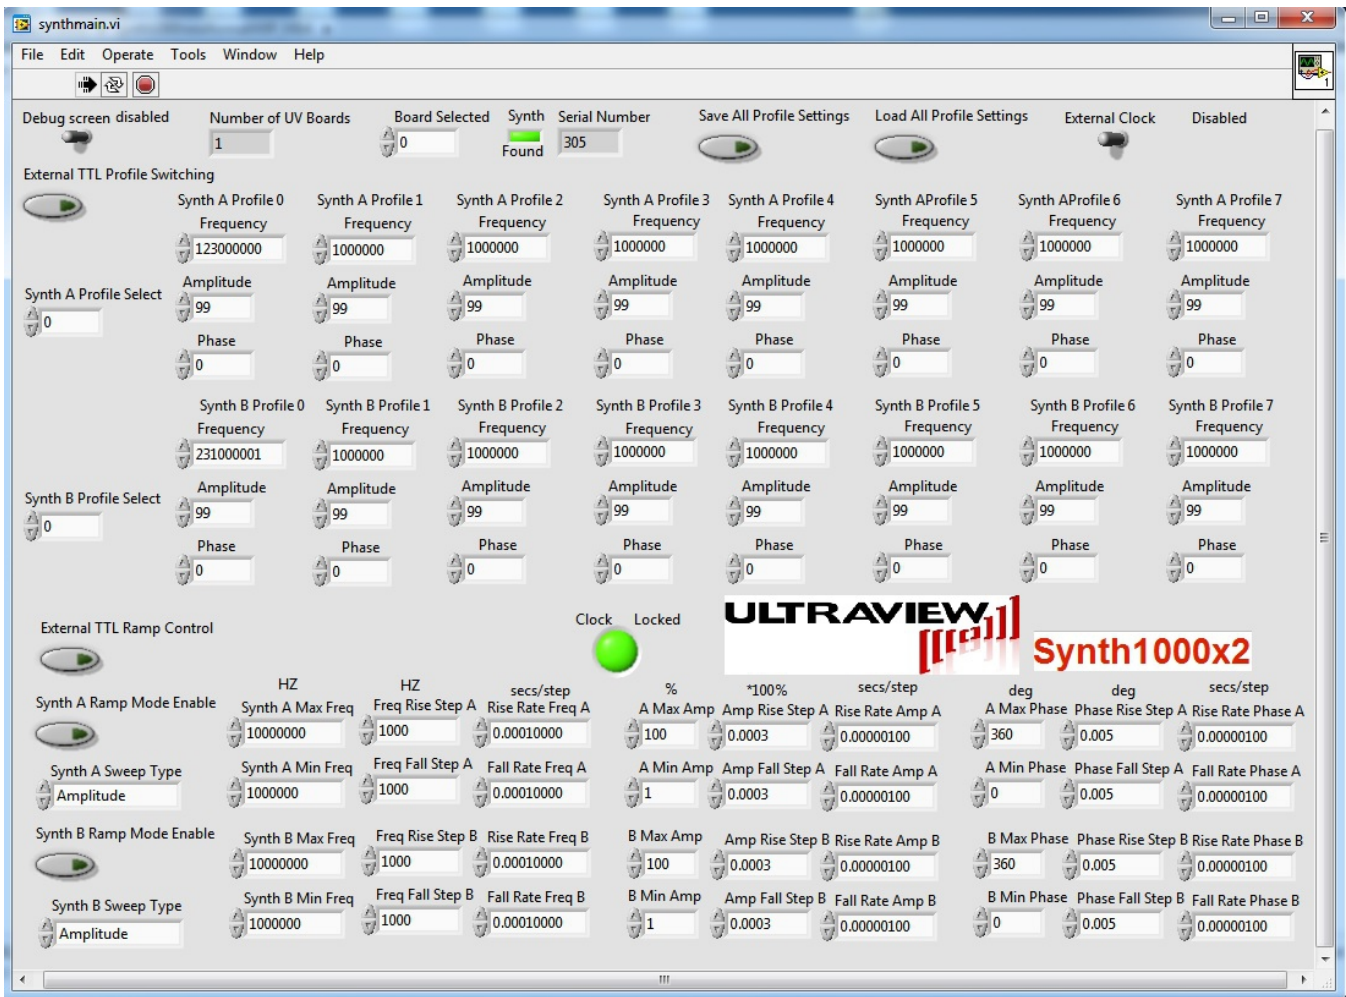 synthmain.vi
File Edit Operate Tools Window Help
1
Debug screen disabled Number of UV Boards Board Selected Synth Serial Number Save All Profile Settings Load All Profile Settings External Clock Disabled
1 0 Found 305
External TTL Profile Switching
Synth A Profile 0 Synth A Profile 1 Synth A Profile 2 Synth A Profile 3 Synth A Profile 4 Synth AProfile 5 Synth AProfile 6 Synth A Profile 7
Frequency Frequency Frequency Frequency Frequency Frequency Frequency Frequency
123000000 1000000 1000000 1000000 1000000 1000000 1000000 1000000
Amplitude Amplitude Amplitude Amplitude Amplitude Amplitude Amplitude Amplitude
Synth A Profile Select 99 99 99 99 99 99 99 99
0
Phase Phase Phase Phase Phase Phase Phase Phase
0 0 0 0 0 0 0 0
Synth B Profile 0 Synth B Profile 1 Synth B Profile 2 Synth B Profile 3 Synth B Profile 4 Synth B Profile 5 Synth B Profile 6 Synth B Profile 7
Frequency Frequency Frequency Frequency Frequency Frequency Frequency Frequency
231000001 1000000 1000000 1000000 1000000 1000000 1000000 1000000
Amplitude Amplitude Amplitude Amplitude Amplitude Amplitude Amplitude Amplitude
Synth B Profile Select 99 99 99 99 99 99 99 99
0
Phase Phase Phase Phase Phase Phase Phase Phase
0 0 0 0 0 0 0 0
External TTL Ramp Control Clock Locked ULTRAVIEW
Synth1000x2
HZ HZ secs/step % *100% secs/step deg deg secs/step
Synth A Ramp Mode Enable Synth A Max Freq Freq Rise Step A Rise Rate Freq A A Max Amp Amp Rise Step A Rise Rate Amp A A Max Phase Phase Rise Step A Rise Rate Phase A
10000000 1000 0.00010000 100 0.0003 0.00000100 360 0.005 0.00000100
Synth A Sweep Type Synth A Min Freq Freq Fall Step A Fall Rate Freq A A Min Amp Amp Fall Step A Fall Rate Amp A A Min Phase Phase Fall Step A Fall Rate Phase A
Amplitude 1000000 1000 0.00010000 1 0.0003 0.00000100 0 0.005 0.00000100
Synth B Ramp Mode Enable Synth B Max Freq Freq Rise Step B Rise Rate Freq B B Max Amp Amp Rise Step B Rise Rate Amp B B Max Phase Phase Rise Step B Rise Rate Phase B
10000000 1000 0.00010000 100 0.0003 0.00000100 360 0.005 0.00000100
Synth B Sweep Type Synth B Min Freq Freq Fall Step B Fall Rate Freq B B Min Amp Amp Fall Step B Fall Rate Amp B B Min Phase Phase Fall Step B Fall Rate Phase B
Amplitude 1000000 1000 0.00010000 1 0.0003 0.00000100 0 0.005 0.00000100